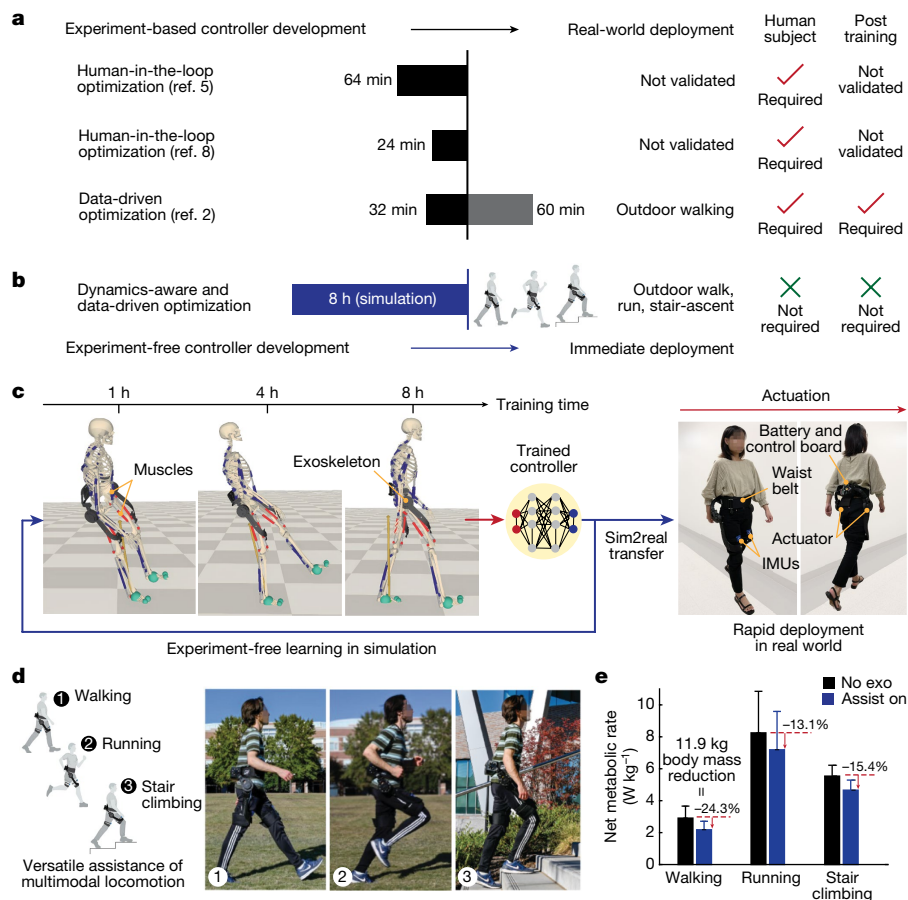 a
Experiment-based controller development
Real-world deployment
Human
subject
Post
training
Human-in-the-loop
optimization (ref. 5)
64 min
Not validated
Required
Not
validated
Human-in-the-loop
optimization (ref. 8)
24 min
Not validated
Required
Not
validated
Data-driven
optimization (ref. 2)
32 min
60 min
Outdoor walking
Required
Required
b
Dynamics-aware and
data-driven optimization
8 h (simulation)
Outdoor walk,
run, stair-ascent
Not
required
Not
required
Experiment-free controller development
Immediate deployment
c
1 h
4 h
8 h
Training time
Actuation
Muscles
Exoskeleton
Trained
controller
Sim2real
transfer
Battery and
control board
Waist
belt
Actuator
IMUs
Experiment-free learning in simulation
Rapid deployment
in real world
d
1 Walking
2 Running
3 Stair
climbing
Versatile assistance of
multimodal locomotion
1
2
3
e
No exo
Assist on
Net metabolic rate
(W kg⁻¹)
10
8
6
4
2
0
11.9 kg
body mass
reduction
=
−24.3%
−13.1%
−15.4%
Walking
Running
Stair
climbing